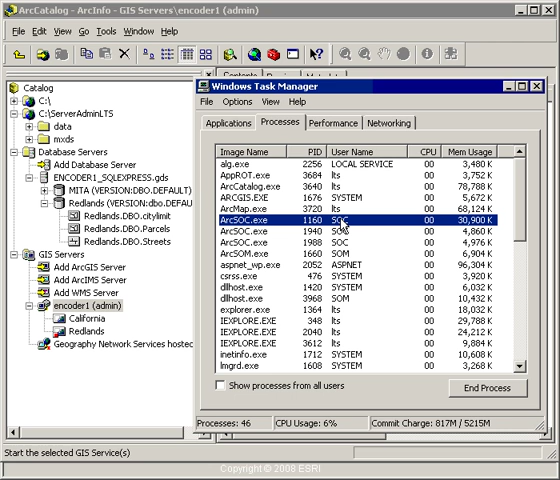 ArcCatalog - ArcInfo - GIS Servers\encoder1 (admin)
File Edit View Go Tools Window Help
Catalog
C:\
C:\ServerAdminLTS
data
mxds
Database Servers
Add Database Server
ENCODER1_SQLEXPRESS.gds
MITA (VERSION:DBO.DEFAULT)
Redlands (VERSION:dbo.DEFAULT)
Redlands.DBO.citylimit
Redlands.DBO.Parcels
Redlands.DBO.Streets
GIS Servers
Add ArcGIS Server
Add ArcIMS Server
Add WMS Server
encoder1 (admin)
California
Redlands
Geography Network Services hosted
Windows Task Manager
File Options View Help
Applications Processes Performance Networking
Image Name PID User Name CPU Mem Usage
alg.exe 2256 LOCAL SERVICE 00 3,480 K
AppROT.exe 3684 lts 00 3,752 K
ArcCatalog.exe 3640 lts 00 78,788 K
ARCGIS.EXE 1676 SYSTEM 00 5,672 K
ArcMap.exe 3720 lts 00 68,124 K
ArcSOC.exe 1160 SOC 00 30,900 K
ArcSOC.exe 1940 SOC 00 4,860 K
ArcSOC.exe 1988 SOC 00 4,976 K
ArcSOM.exe 1660 SOM 00 6,904 K
aspnet_wp.exe 2052 ASPNET 00 96,304 K
csrss.exe 476 SYSTEM 00 3,920 K
dllhost.exe 1420 SYSTEM 00 6,032 K
dllhost.exe 3968 SOM 00 10,432 K
explorer.exe 1364 lts 00 18,032 K
IEXPLORE.EXE 348 lts 00 29,788 K
IEXPLORE.EXE 2040 lts 00 24,212 K
IEXPLORE.EXE 3612 lts 00 9,884 K
inetinfo.exe 1712 SYSTEM 00 10,608 K
lmgrd.exe 1608 SYSTEM 00 3,268 K
Show processes from all users
End Process
Processes: 46 CPU Usage: 6% Commit Charge: 817M / 5215M
Start the selected GIS Service(s)
Copyright © 2008 ESRI